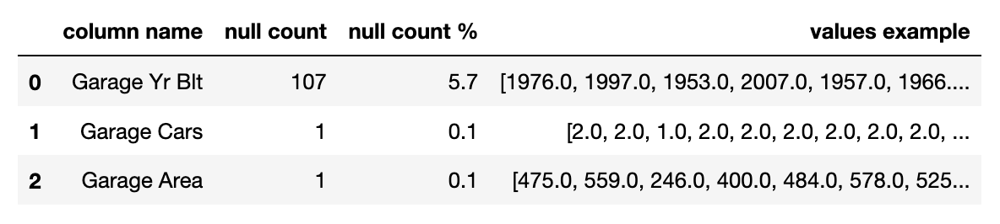 column name null count null count % values example
0 Garage Yr Blt 107 5.7 [1976.0, 1997.0, 1953.0, 2007.0, 1957.0, 1966....
1 Garage Cars 1 0.1 [2.0, 2.0, 1.0, 2.0, 2.0, 2.0, 2.0, 2.0, 2.0, ...
2 Garage Area 1 0.1 [475.0, 559.0, 246.0, 400.0, 484.0, 578.0, 525...